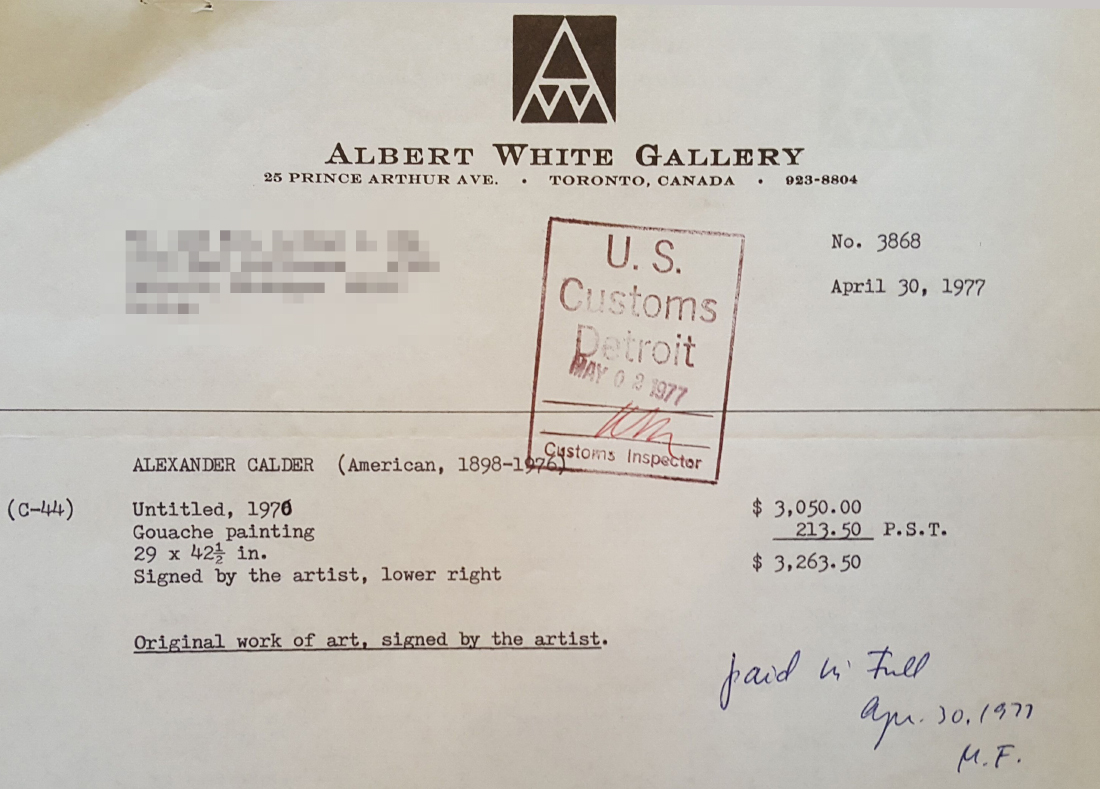 ALBERT WHITE GALLERY
25 PRINCE ARTHUR AVE. • TORONTO, CANADA • 923-8804
No. 3868
April 30, 1977
U. S.
Customs
Detroit
MAY 02 1977
Customs Inspector
ALEXANDER CALDER (American, 1898-1976)
(C-44) Untitled, 1976 $ 3,050.00
Gouache painting 213.50 P.S.T.
29 x 42½ in.
$ 3,263.50
Signed by the artist, lower right
Original work of art, signed by the artist.
paid in Full
Apr. 30, 1977
M.F.